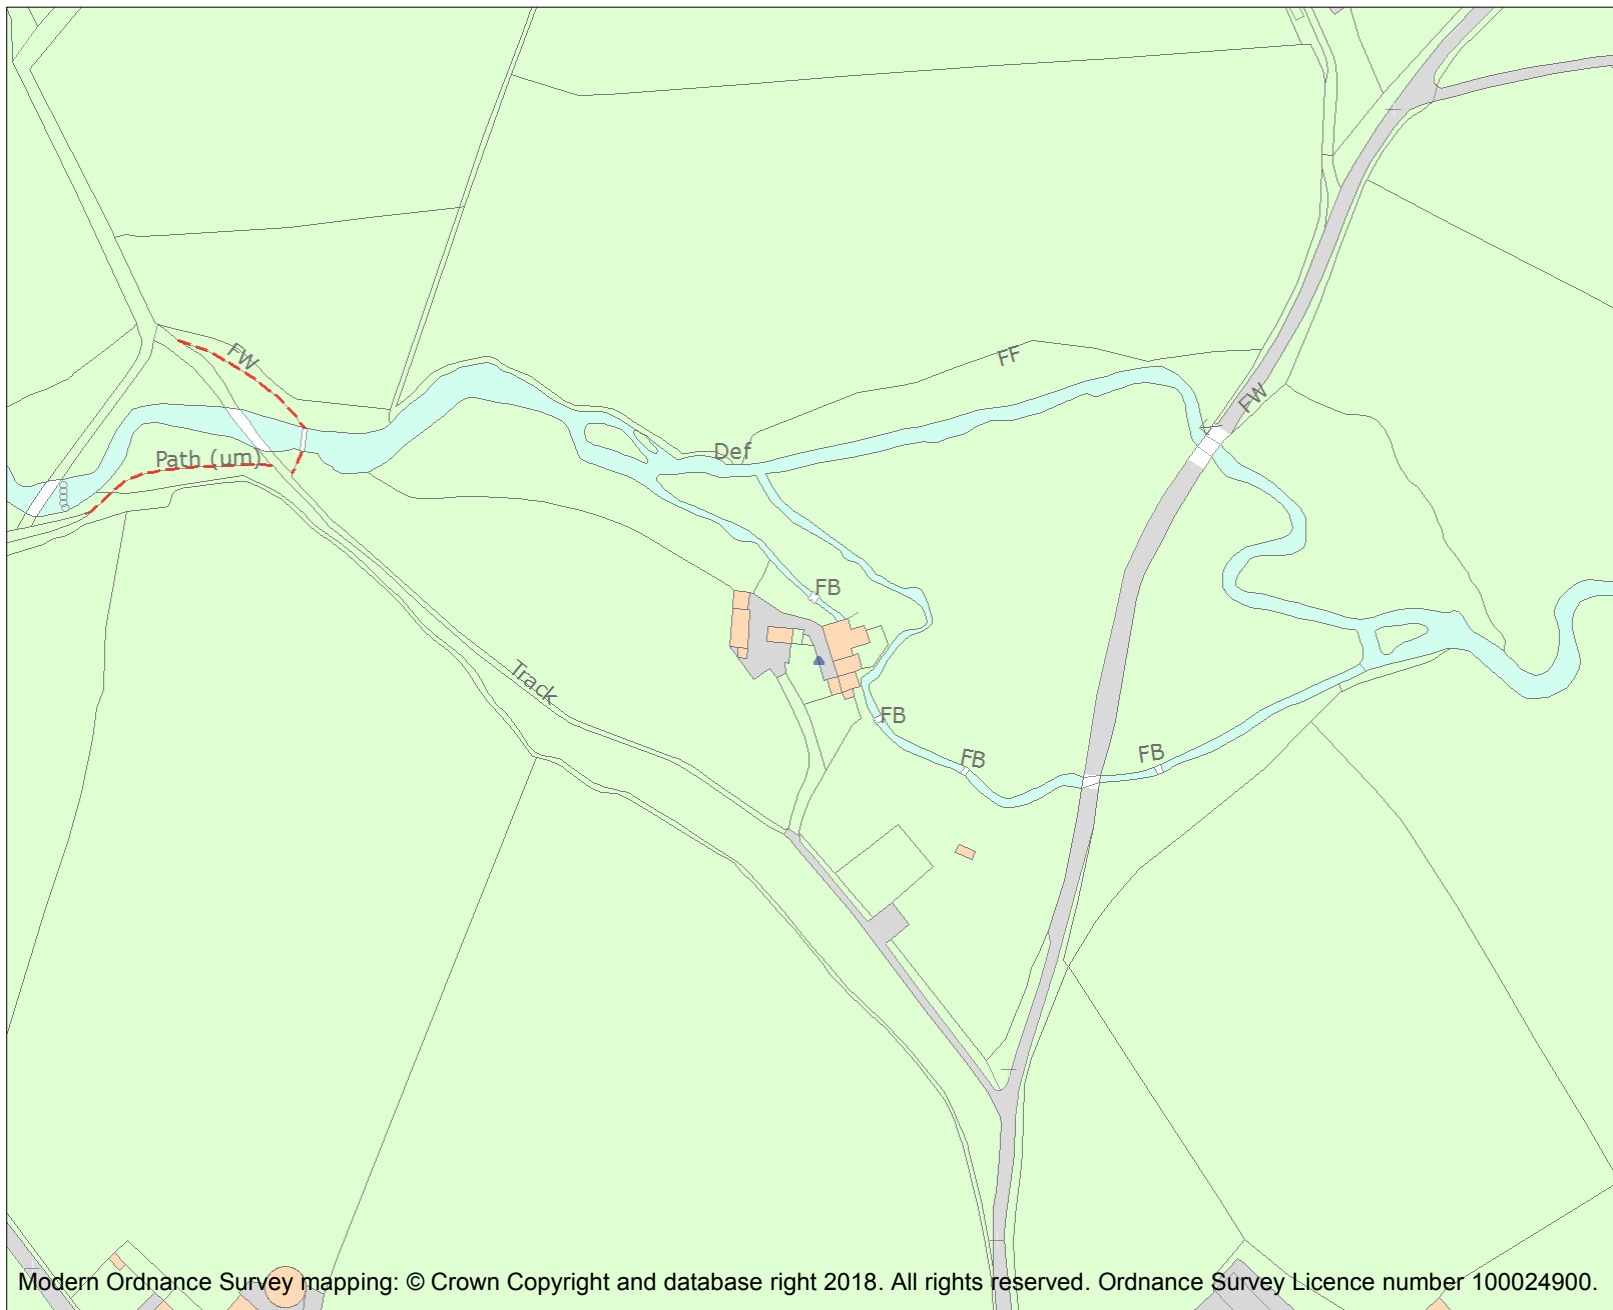 FW
FF
FW
Def
Path (um)
FB
Track
FB
FB
FB
Modern Ordnance Survey mapping: © Crown Copyright and database right 2018. All rights reserved. Ordnance Survey Licence number 100024900.